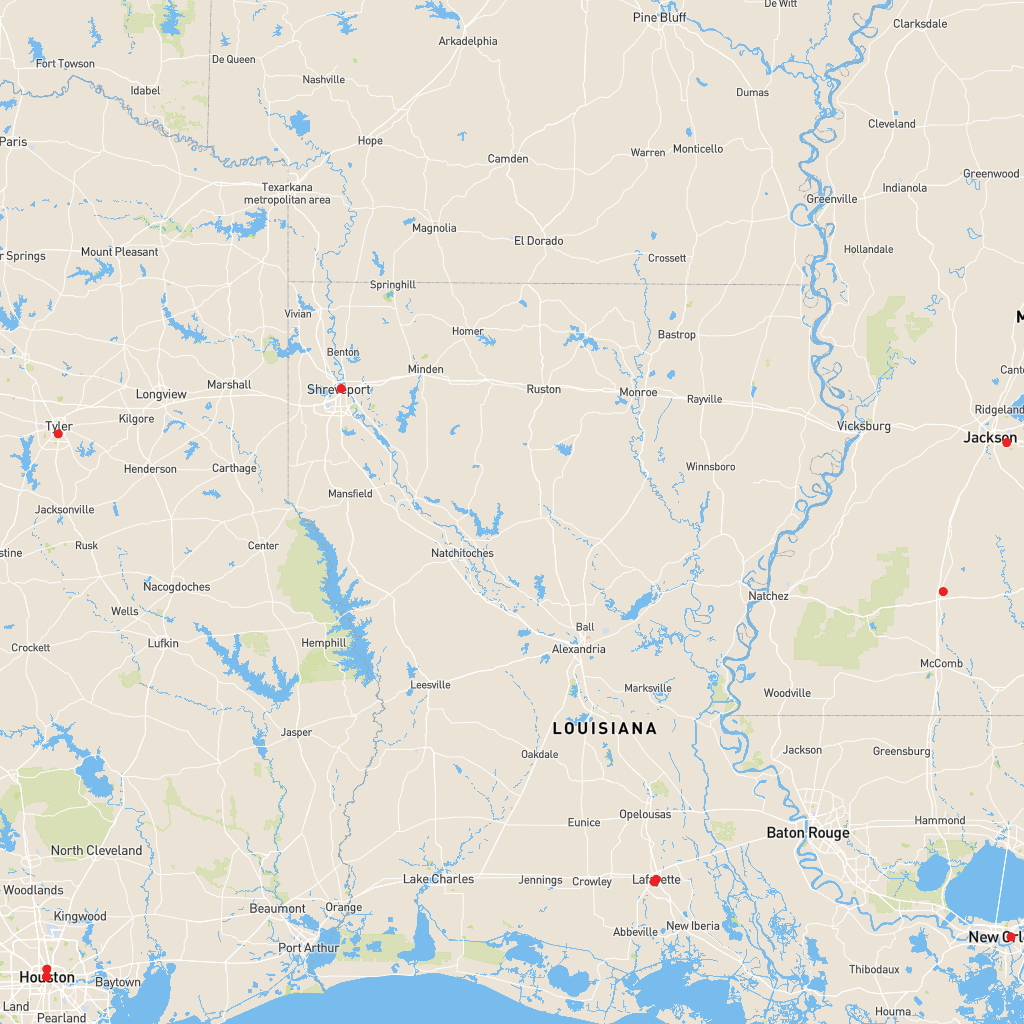 De Witt
Pine Bluff
Clarksdale
Arkadelphia
De Queen
Fort Towson
Nashville
Idabel
Dumas
Cleveland
Paris
Hope
Camden
Warren
Monticello
Greenwood
Texarkana
metropolitan area
Indianola
Greenville
Magnolia
El Dorado
Hollandale
Mount Pleasant
r Springs
Crossett
Springhill
Vivian
M
Homer
Bastrop
Benton
Minden
Cant
Marshall
Shreveport
Ruston
Monroe
Rayville
Longview
Ridgeland
Kilgore
Tyler
Vicksburg
Jackson
Henderson
Carthage
Winnsboro
Mansfield
Jacksonville
Rusk
Center
stine
Natchitoches
Nacogdoches
Natchez
Wells
Ball
Lufkin
Hemphill
Crockett
Alexandria
McComb
Leesville
Marksville
Woodville
LOUISIANA
Jasper
Oakdale
Jackson
Greensburg
Opelousas
Eunice
Hammond
Baton Rouge
North Cleveland
Lake Charles
Jennings
Crowley
Lafayette
Woodlands
Beaumont
Orange
Kingwood
Abbeville
New Iberia
New Orl
Port Arthur
Houston
Baytown
Thibodaux
Land
Pearland
Houma